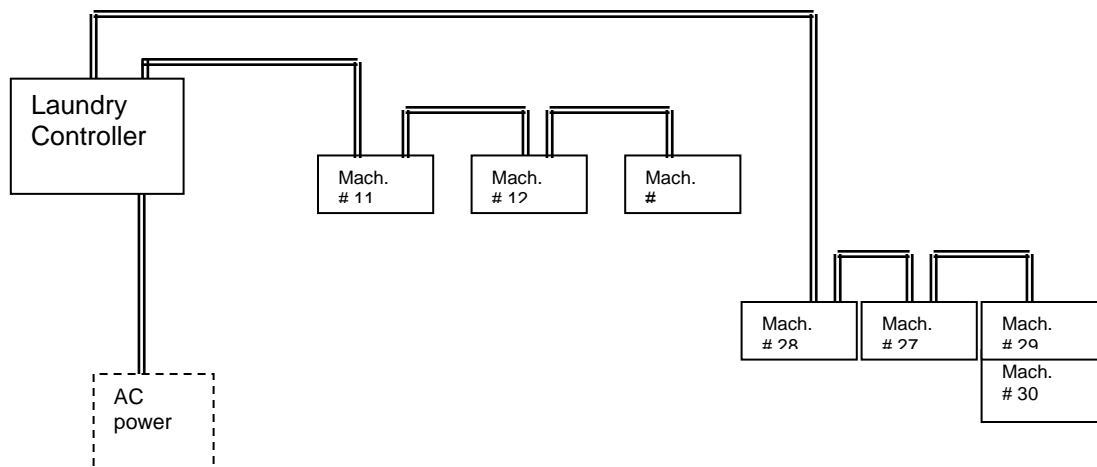 Laundry
Controller
Mach.
# 11
Mach.
# 12
Mach.
#
Mach.
# 28
Mach.
# 27
Mach.
# 29
Mach.
# 30
AC
power